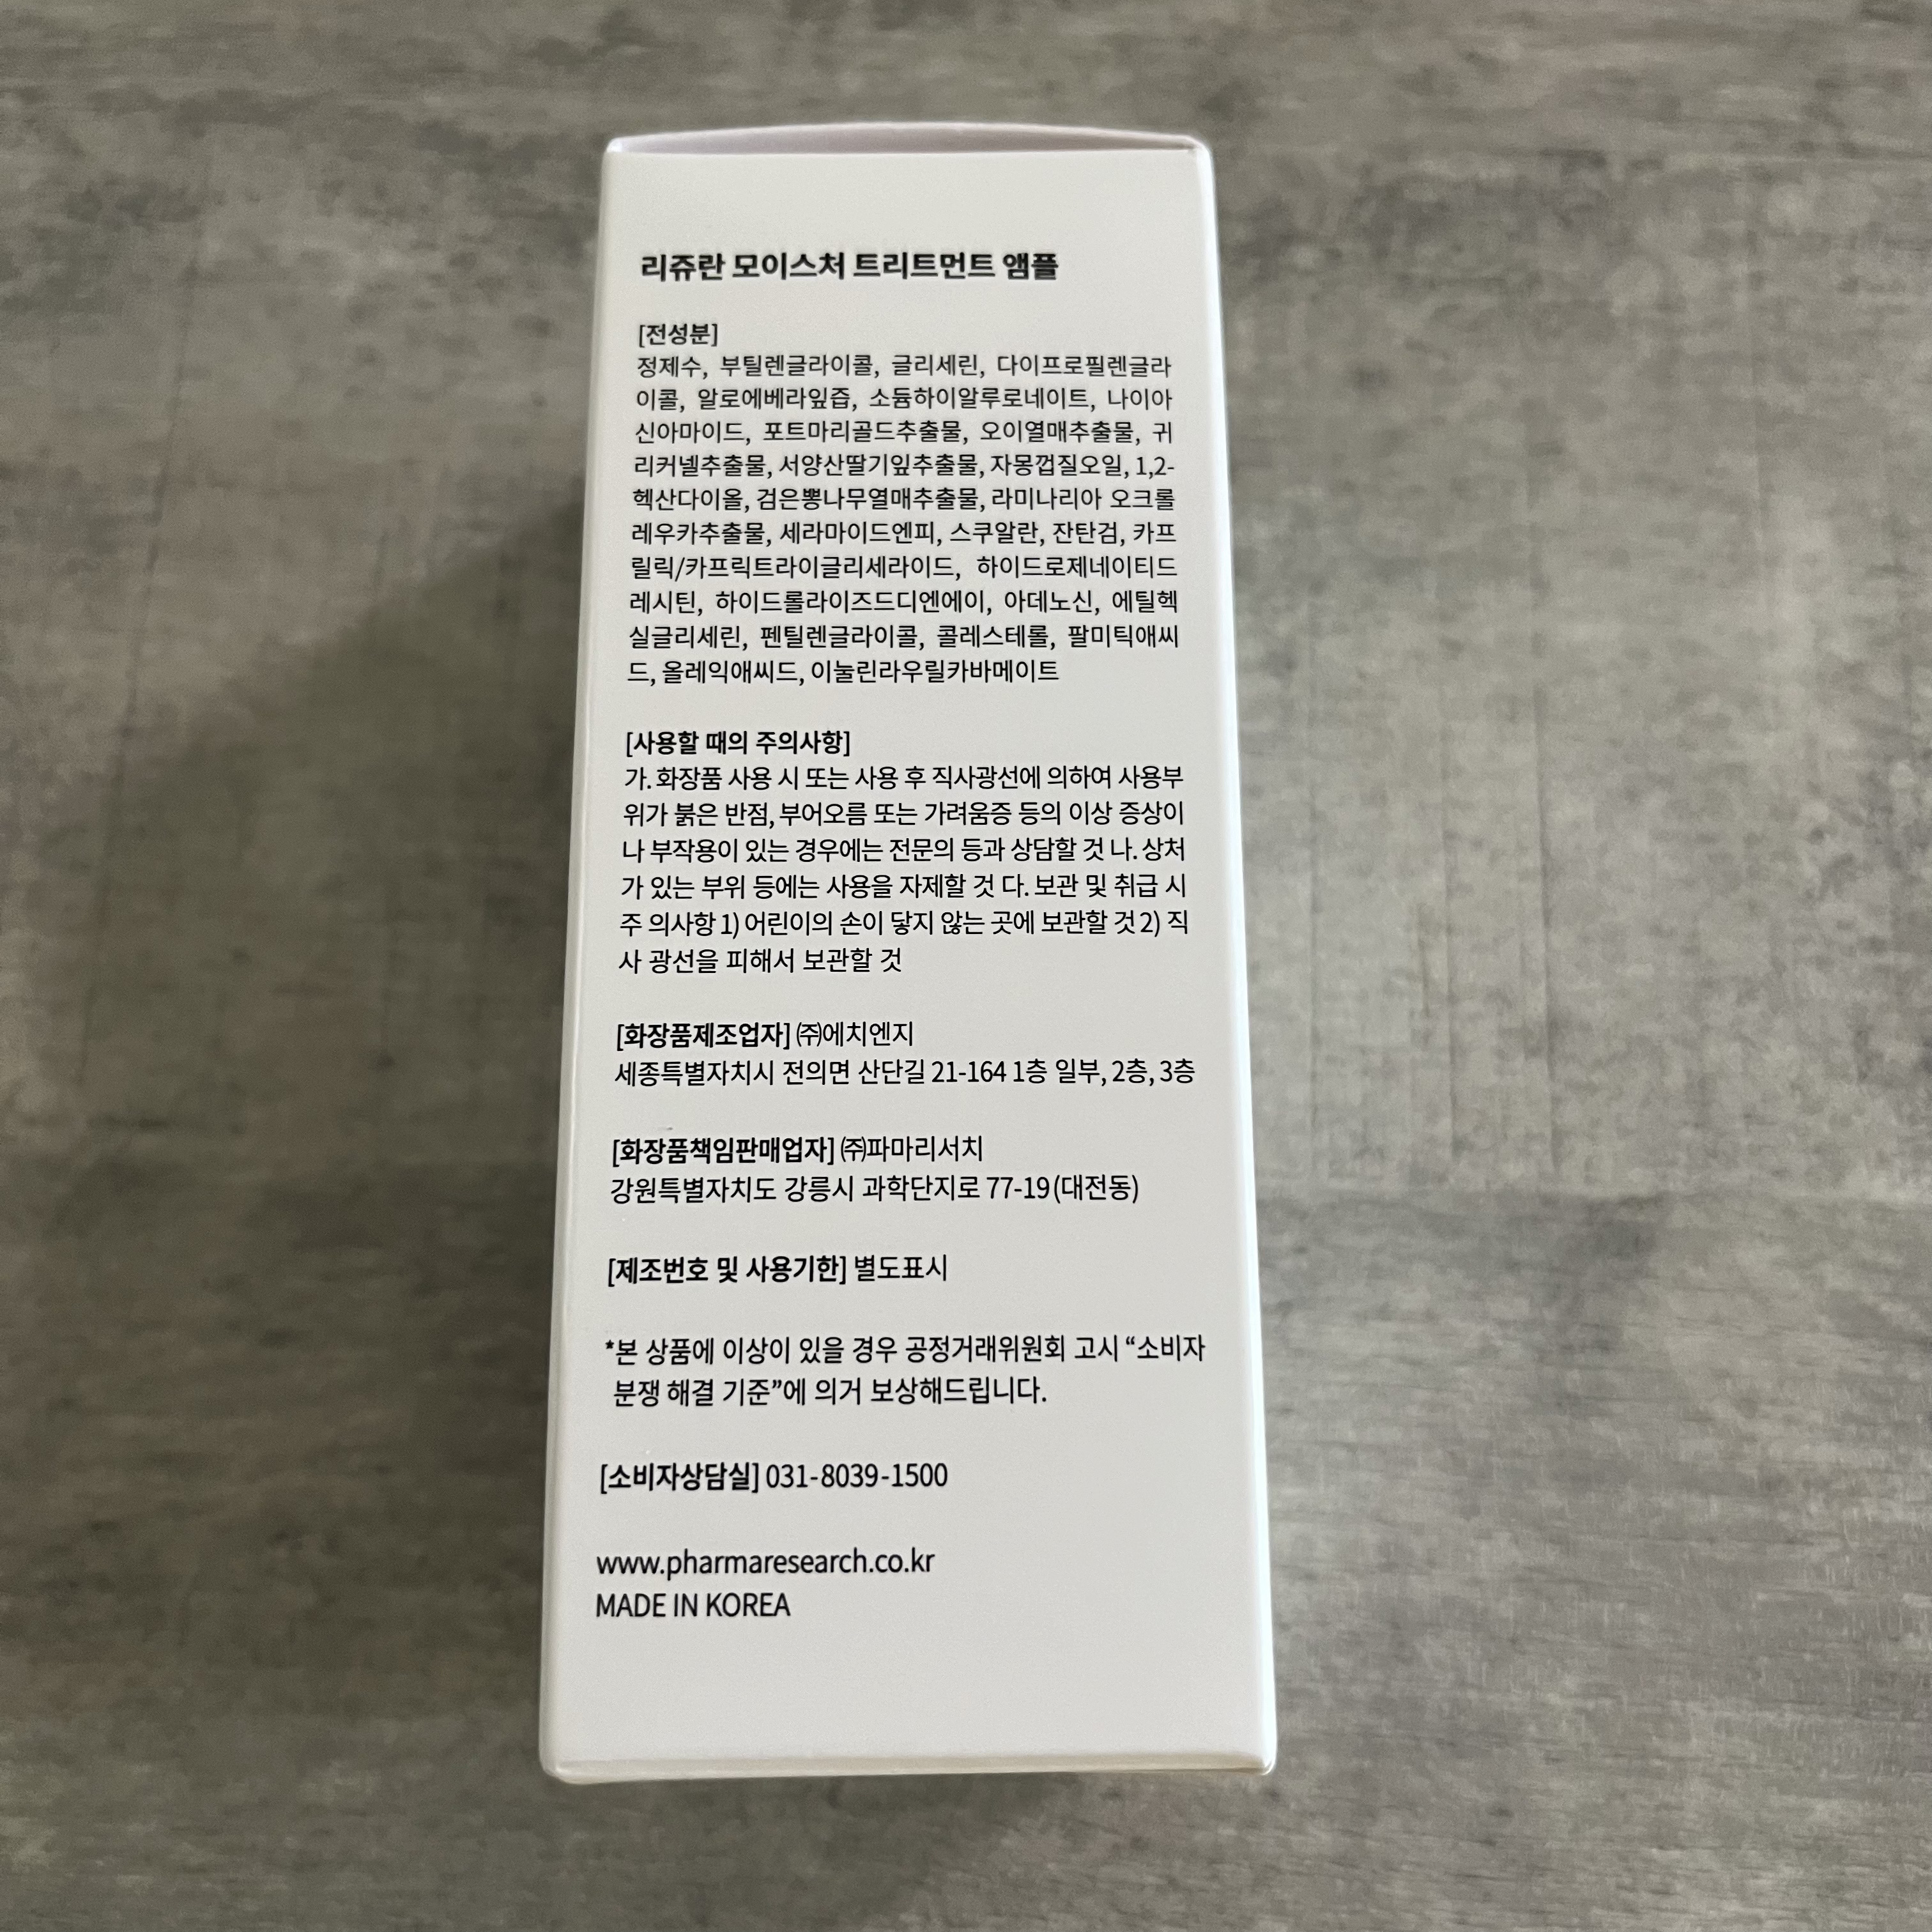 리쥬란 모이스처 트리트먼트 앰플
[전성분]
정제수, 부틸렌글라이콜, 글리세린, 다이프로필렌글라
이콜, 알로에베라잎즙, 소듐하이알루로네이트, 나이아
신아마이드, 포트마리골드추출물, 오이열매추출물, 귀
리커넬추출물, 서양산딸기잎추출물, 자몽껍질오일, 1,2-
헥산다이올, 검은뽕나무열매추출물, 라미나리아 오크롤
레우카추출물, 세라마이드엔피, 스쿠알란, 잔탄검, 카프
릴릭/카프릭트라이글리세라이드, 하이드로제네이티드
레시틴, 하이드롤라이즈드디엔에이, 아데노신, 에틸헥
실글리세린, 펜틸렌글라이콜, 콜레스테롤, 팔미틱애씨
드, 올레익애씨드, 이눌린라우릴카바메이트
[사용할 때의 주의사항]
가. 화장품 사용 시 또는 사용 후 직사광선에 의하여 사용부
위가 붉은 반점, 부어오름 또는 가려움증 등의 이상 증상이
나 부작용이 있는 경우에는 전문의 등과 상담할 것 나. 상처
가 있는 부위 등에는 사용을 자제할 것 다. 보관 및 취급 시
주 의사항 1) 어린이의 손이 닿지 않는 곳에 보관할 것 2) 직
사 광선을 피해서 보관할 것
[화장품제조업자] ㈜에치엔지
세종특별자치시 전의면 산단길 21-164 1층 일부, 2층, 3층
[화장품책임판매업자] ㈜파마리서치
강원특별자치도 강릉시 과학단지로 77-19(대전동)
[제조번호 및 사용기한] 별도표시
*본 상품에 이상이 있을 경우 공정거래위원회 고시 “소비자
분쟁 해결 기준”에 의거 보상해드립니다.
[소비자상담실] 031-8039-1500
www.pharmaresearch.co.kr
MADE IN KOREA